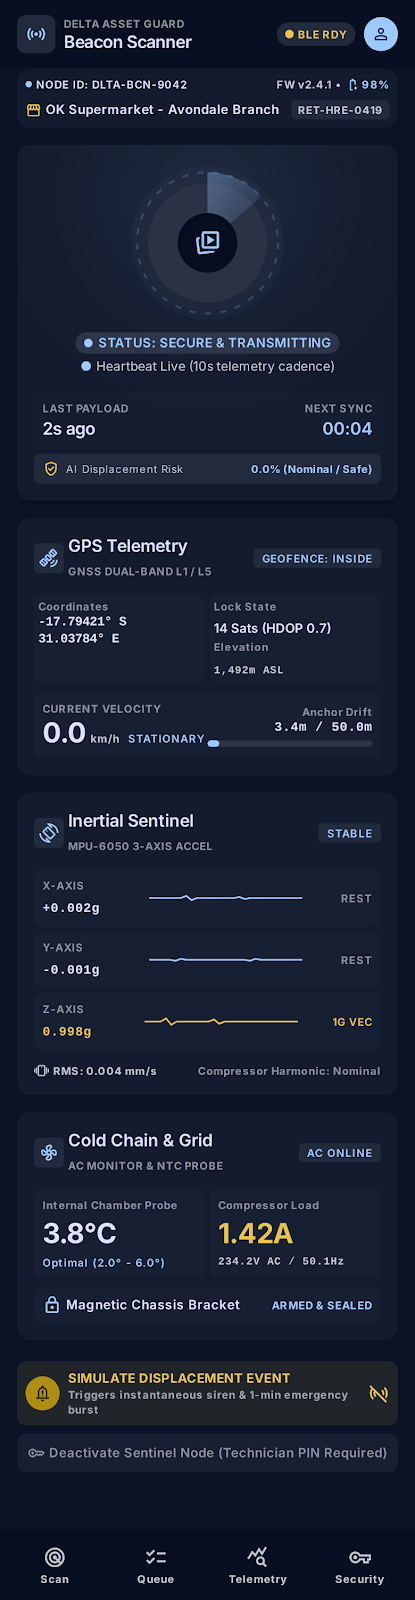 DELTA ASSET GUARD
Beacon Scanner
BLE RDY
NODE ID: DLTA-BCN-9042
FW v2.4.1 • 98%
OK Supermarket - Avondale Branch
RET-HRE-0419
STATUS: SECURE & TRANSMITTING
Heartbeat Live (10s telemetry cadence)
LAST PAYLOAD
2s ago
NEXT SYNC
00:04
AI Displacement Risk
0.0% (Nominal / Safe)
GPS Telemetry
GNSS DUAL-BAND L1 / L5
GEOFENCE: INSIDE
Coordinates
-17.79421° S
31.03784° E
Lock State
14 Sats (HDOP 0.7)
Elevation
1,492m ASL
CURRENT VELOCITY
0.0 km/h STATIONARY
Anchor Drift
3.4m / 50.0m
Inertial Sentinel
MPU-6050 3-AXIS ACCEL
STABLE
X-AXIS
+0.002g
REST
Y-AXIS
-0.001g
REST
Z-AXIS
0.998g
1G VEC
RMS: 0.004 mm/s
Compressor Harmonic: Nominal
Cold Chain & Grid
AC MONITOR & NTC PROBE
AC ONLINE
Internal Chamber Probe
3.8°C
Optimal (2.0° - 6.0°)
Compressor Load
1.42A
234.2V AC / 50.1Hz
Magnetic Chassis Bracket
ARMED & SEALED
SIMULATE DISPLACEMENT EVENT
Triggers instantaneous siren & 1-min emergency
burst
Deactivate Sentinel Node (Technician PIN Required)
Scan
Queue
Telemetry
Security